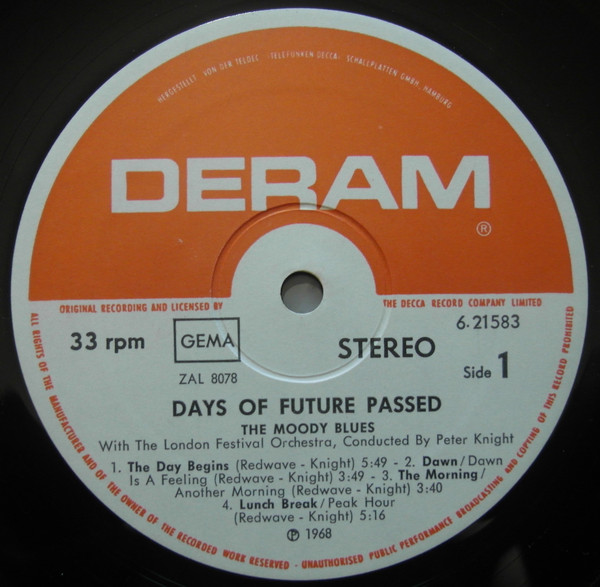 HERGESTELLT VON DER TELDEC »TELEFUNKEN-DECCA« SCHALLPLATTEN GMBH, HAMBURG
DERAM
®
ORIGINAL RECORDING AND LICENSED BY THE DECCA RECORD COMPANY LIMITED
33 rpm
GEMA
STEREO
6.21583
ZAL 8078
Side 1
DAYS OF FUTURE PASSED
THE MOODY BLUES
With The London Festival Orchestra, Conducted By Peter Knight
1. The Day Begins (Redwave - Knight) 5:49 - 2. Dawn/Dawn
Is A Feeling (Redwave - Knight) 3:49 - 3. The Morning/
Another Morning (Redwave - Knight) 3:40
4. Lunch Break/Peak Hour
(Redwave - Knight) 5:16
℗ 1968
ALL RIGHTS OF THE MANUFACTURER AND OF THE OWNER OF THE RECORDED WORK RESERVED - UNAUTHORISED PUBLIC PERFORMANCE BROADCASTING AND COPYING OF THIS RECORD PROHIBITED